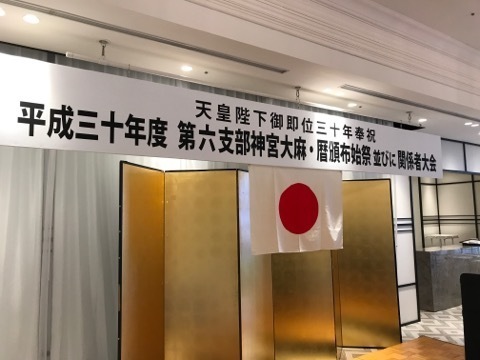 天皇陛下御即位三十年奉祝
平成三十年度 第六支部神宮大麻・暦頒布始祭 並びに 関係者大会